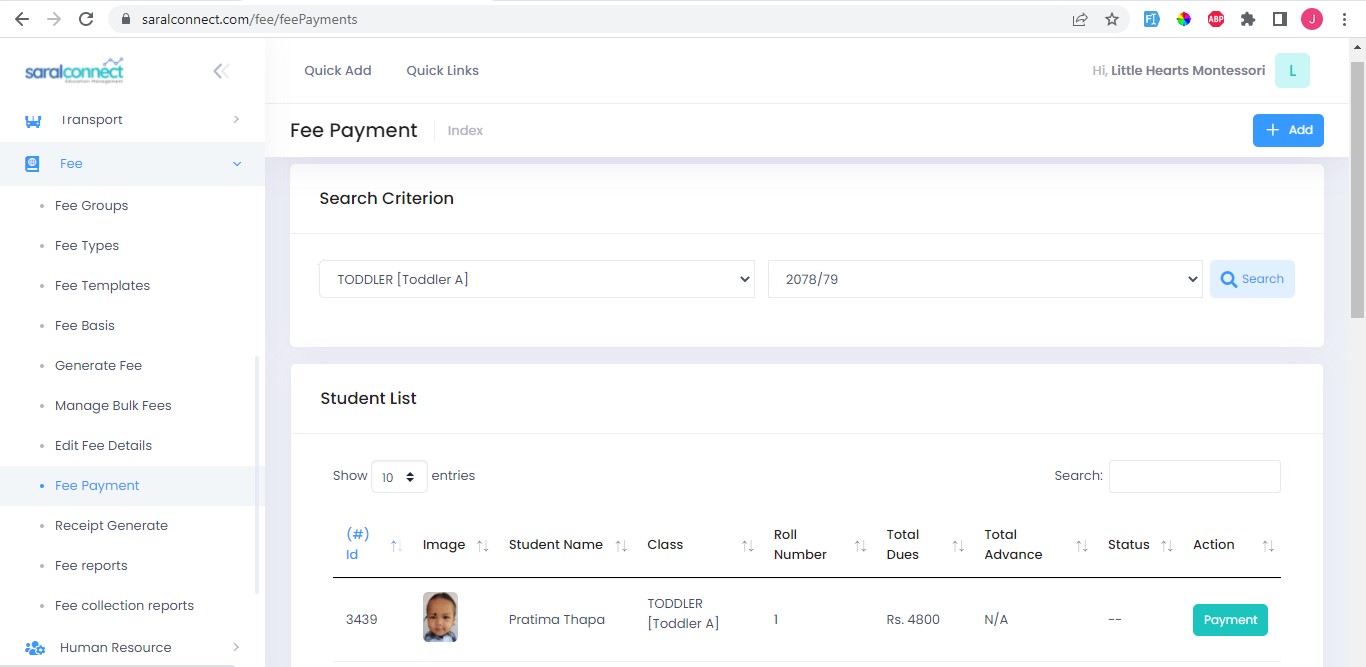 saralconnect.com/fee/feePayments
ABP
J
saralconnect
Education Management
Quick Add
Quick Links
Hi, Little Hearts Montessori
L
Transport
Fee
Fee Groups
Fee Types
Fee Templates
Fee Basis
Generate Fee
Manage Bulk Fees
Edit Fee Details
Fee Payment
Receipt Generate
Fee reports
Fee collection reports
Human Resource
Fee Payment
Index
+ Add
Search Criterion
TODDLER [Toddler A]
2078/79
Search
Student List
Show 10 entries
Search:
(#) Id
Image
Student Name
Class
Roll Number
Total Dues
Total Advance
Status
Action
3439
Pratima Thapa
TODDLER [Toddler A]
1
Rs. 4800
N/A
--
Payment